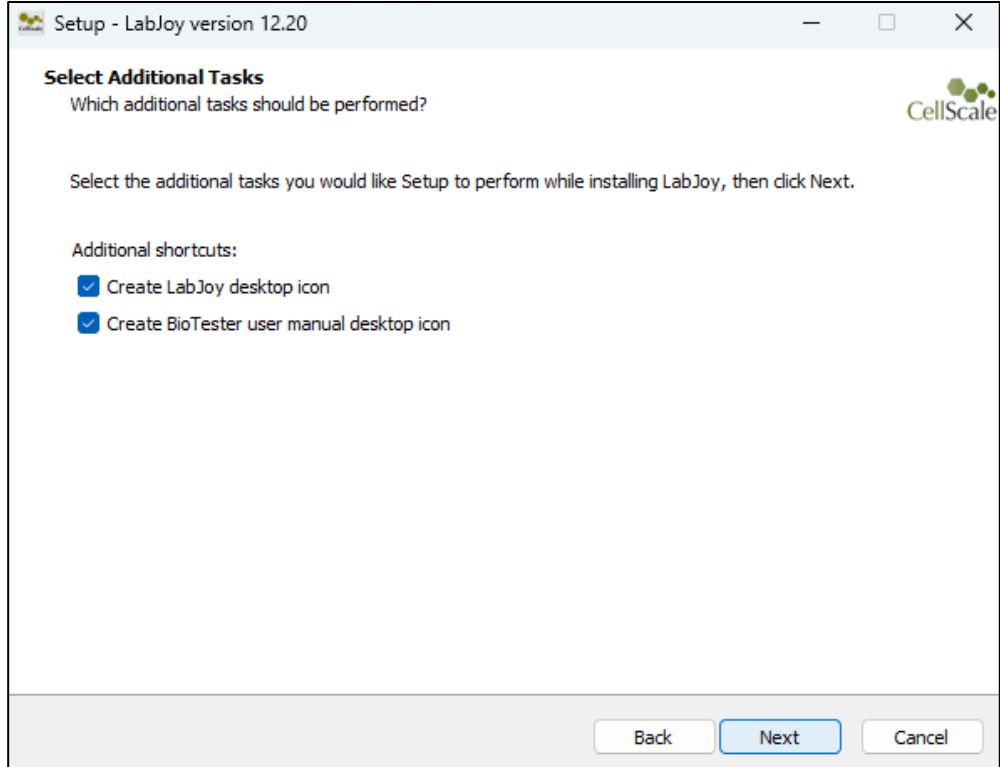 Setup - LabJoy version 12.20
Select Additional Tasks
Which additional tasks should be performed?
CellScale
Select the additional tasks you would like Setup to perform while installing LabJoy, then click Next.
Additional shortcuts:
Create LabJoy desktop icon
Create BioTester user manual desktop icon
Back Next Cancel